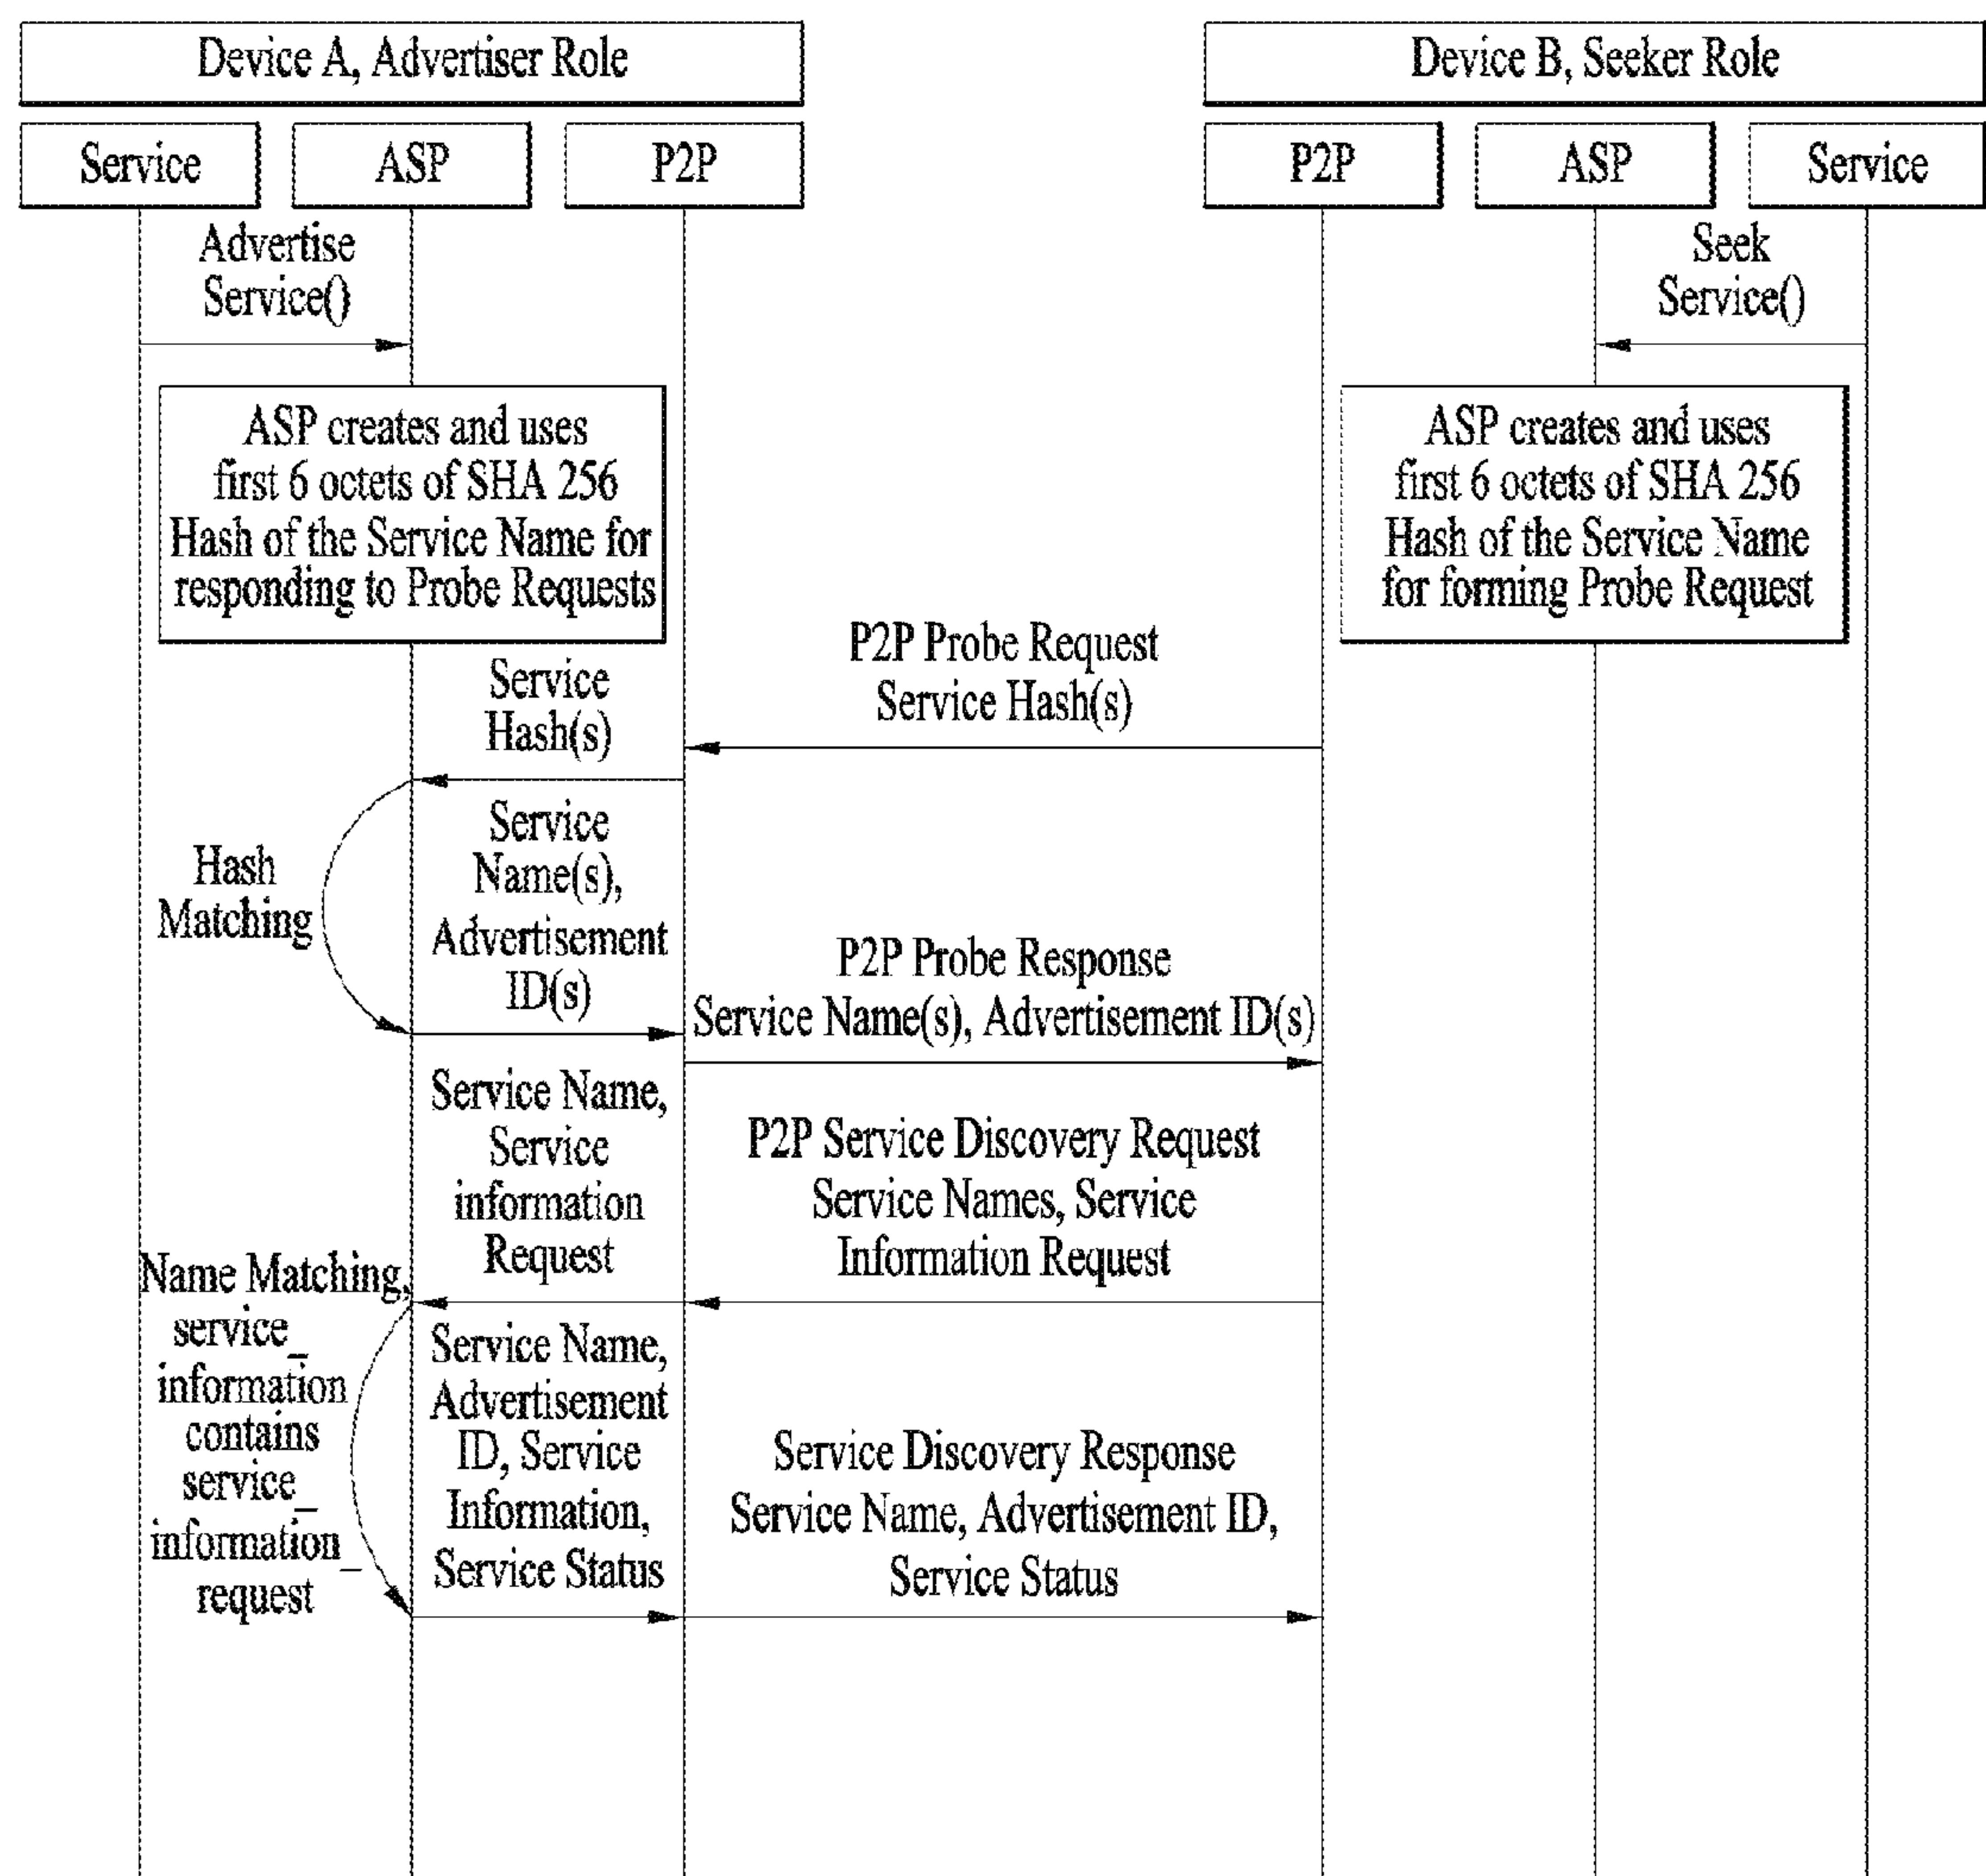 Device A, Advertiser Role
Device B, Seeker Role
Service
ASP
P2P
P2P
ASP
Service
Advertise
Service()
Seek
Service()
ASP creates and uses
first 6 octets of SHA 256
Hash of the Service Name for
responding to Probe Requests
ASP creates and uses
first 6 octets of SHA 256
Hash of the Service Name
for forming Probe Request
P2P Probe Request
Service Hash(s)
Service
Hash(s)
Hash
Matching
Service
Name(s),
Advertisement
ID(s)
P2P Probe Response
Service Name(s), Advertisement ID(s)
Service Name,
Service
information
Request
P2P Service Discovery Request
Service Names, Service
Information Request
Name Matching,
service_
information
contains
service_
information_
request
Service Name,
Advertisement
ID, Service
Information,
Service Status
Service Discovery Response
Service Name, Advertisement ID,
Service Status